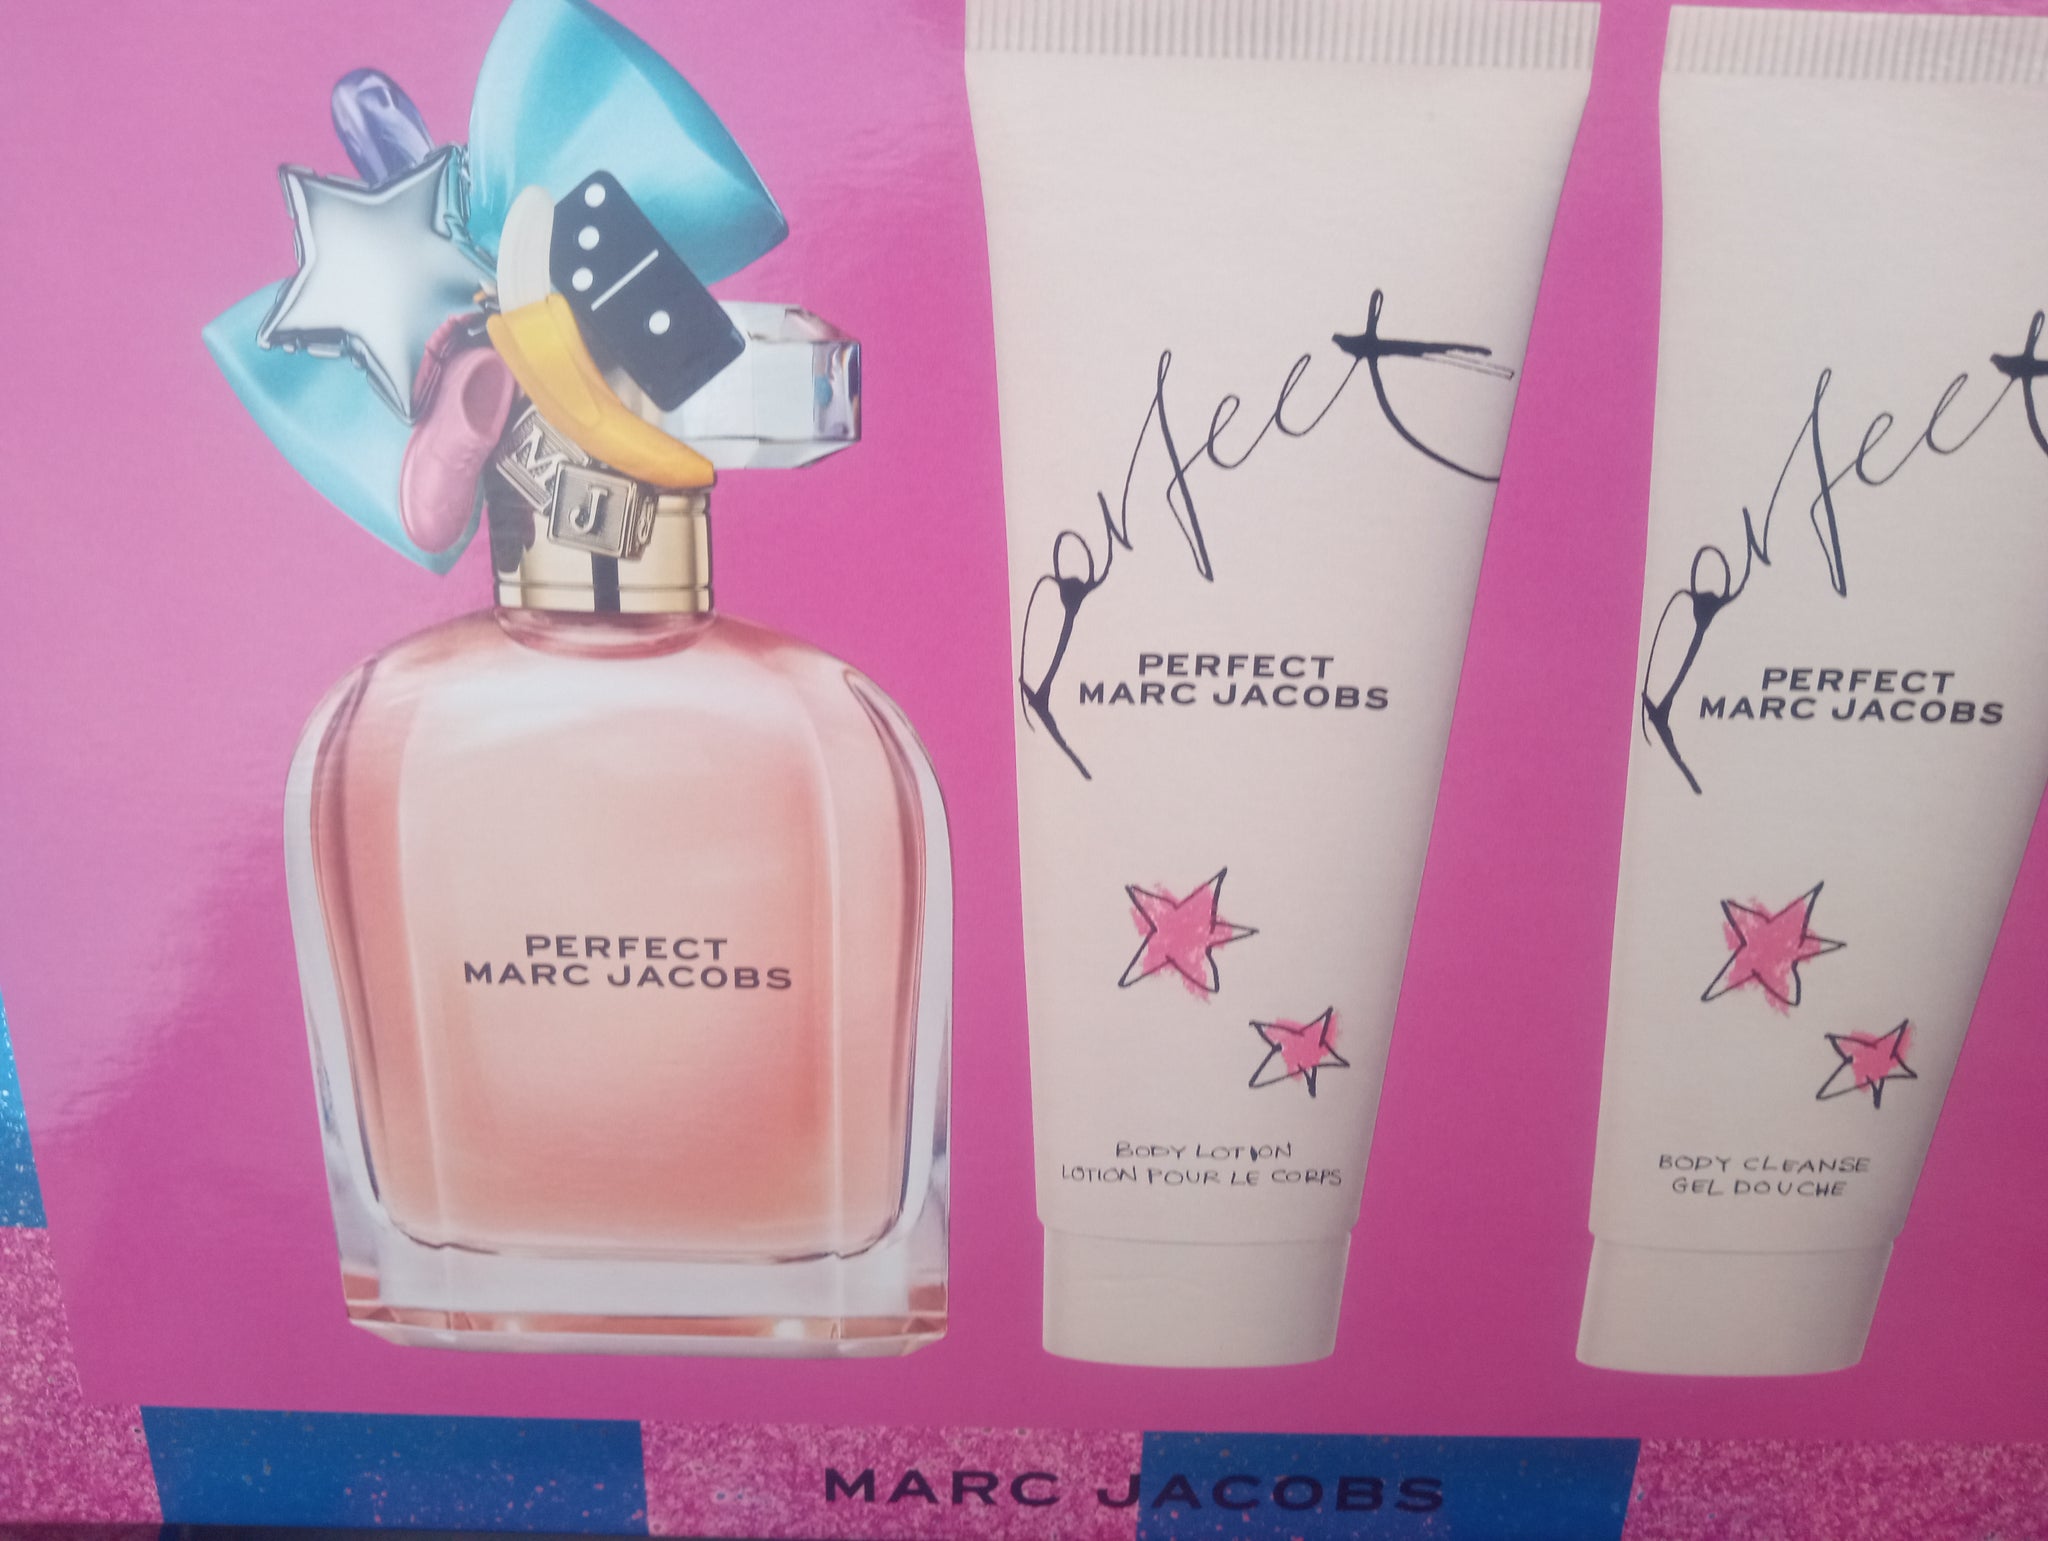 M
J
PERFECT
MARC JACOBS
perfect
PERFECT
MARC JACOBS
BODY LOTION
LOTION POUR LE CORPS
perfect
PERFECT
MARC JACOBS
BODY CLEANSE
GEL DOUCHE
MARC JACOBS